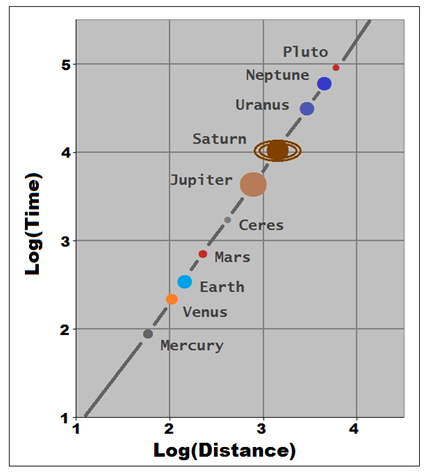 Pluto
5
Neptune
Uranus
Saturn
4
Jupiter
Ceres
3
Mars
Earth
Venus
2
Mercury
1
1 2 3 4
Log(Time)
Log(Distance)